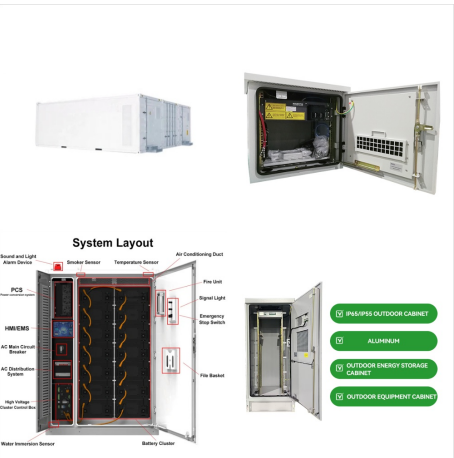 System Layout
Sound and Light
Alarm Device
Smoker Sensor
Temperature Sensor
Air Conditioning Duct
PCS
Power conversion system
HMI/EMS
AC Main Circuit
Breaker
AC Distribution
System
High Voltage
Cluster Control Box
Water Immersion Sensor
Battery Cluster
Fire Unit
Signal Light
Emergency
Stop Switch
File Basket
IP65/IP55 OUTDOOR CABINET
ALUMINUM
OUTDOOR ENERGY STORAGE
CABINET
OUTDOOR EQUIPMENT CABINET